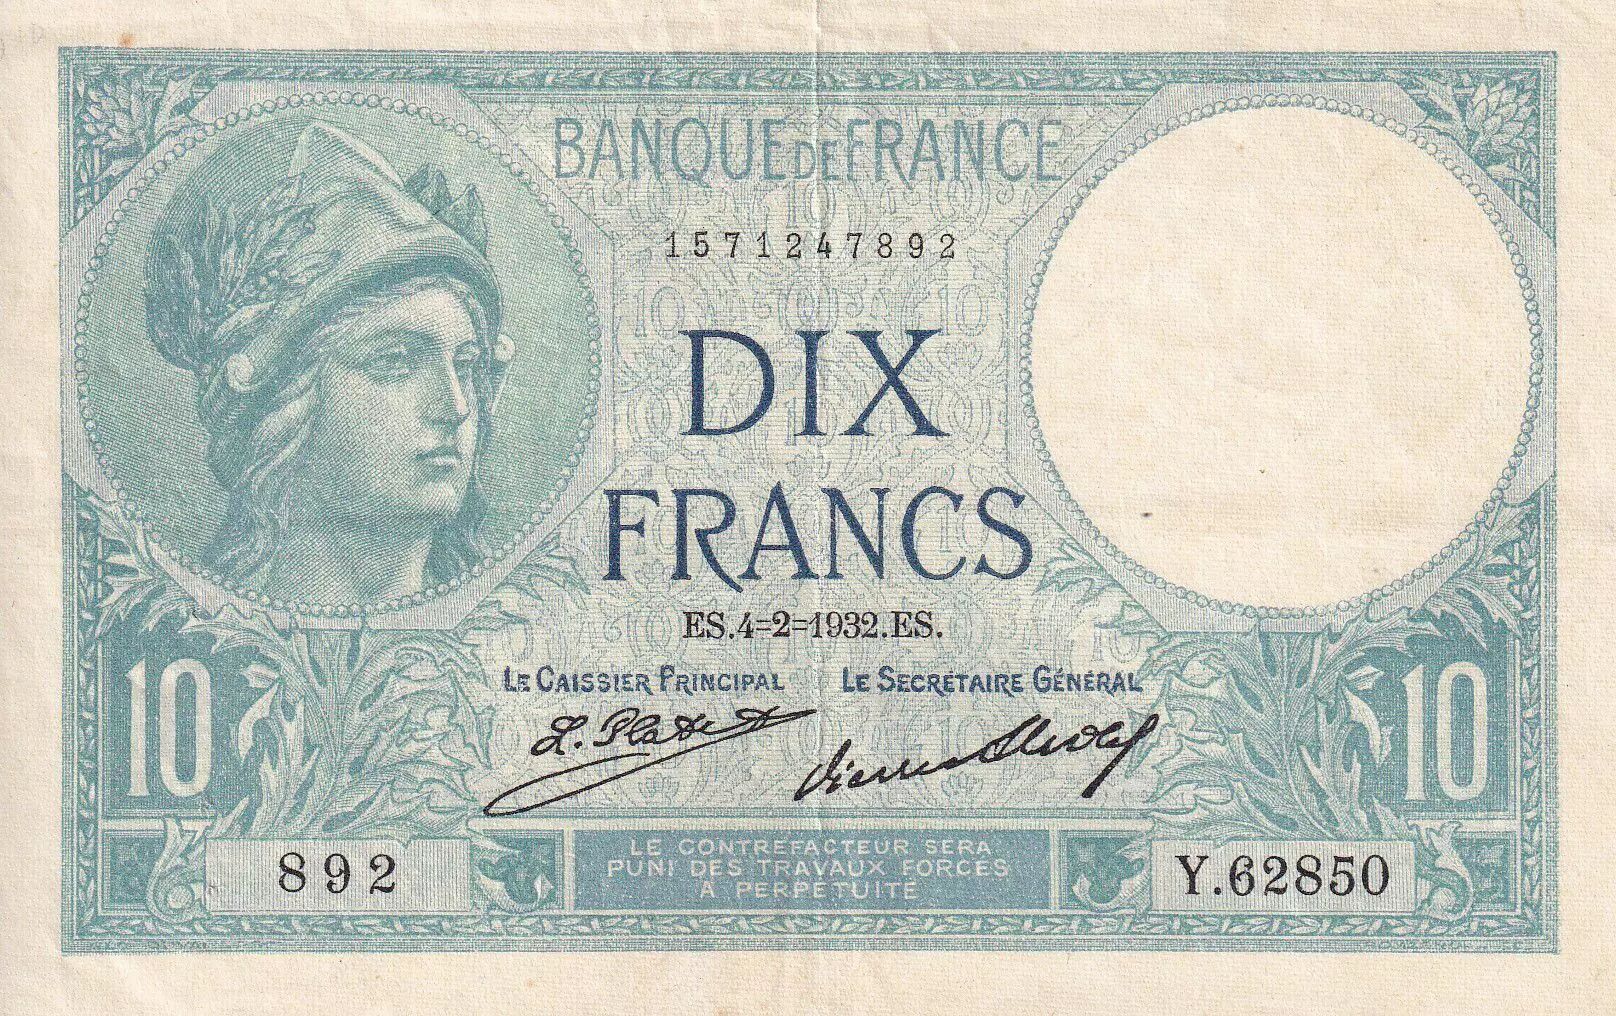 BANQUE DE FRANCE
1571247892
DIX
FRANCS
ES.4=2=1932.ES.
LE CAISSIER PRINCIPAL
LE SECRÉTAIRE GÉNÉRAL
L. Platet
10
10
LE CONTREFACTEUR SERA
PUNI DES TRAVAUX FORCÉS
À PERPÉTUITÉ
892
Y.62850